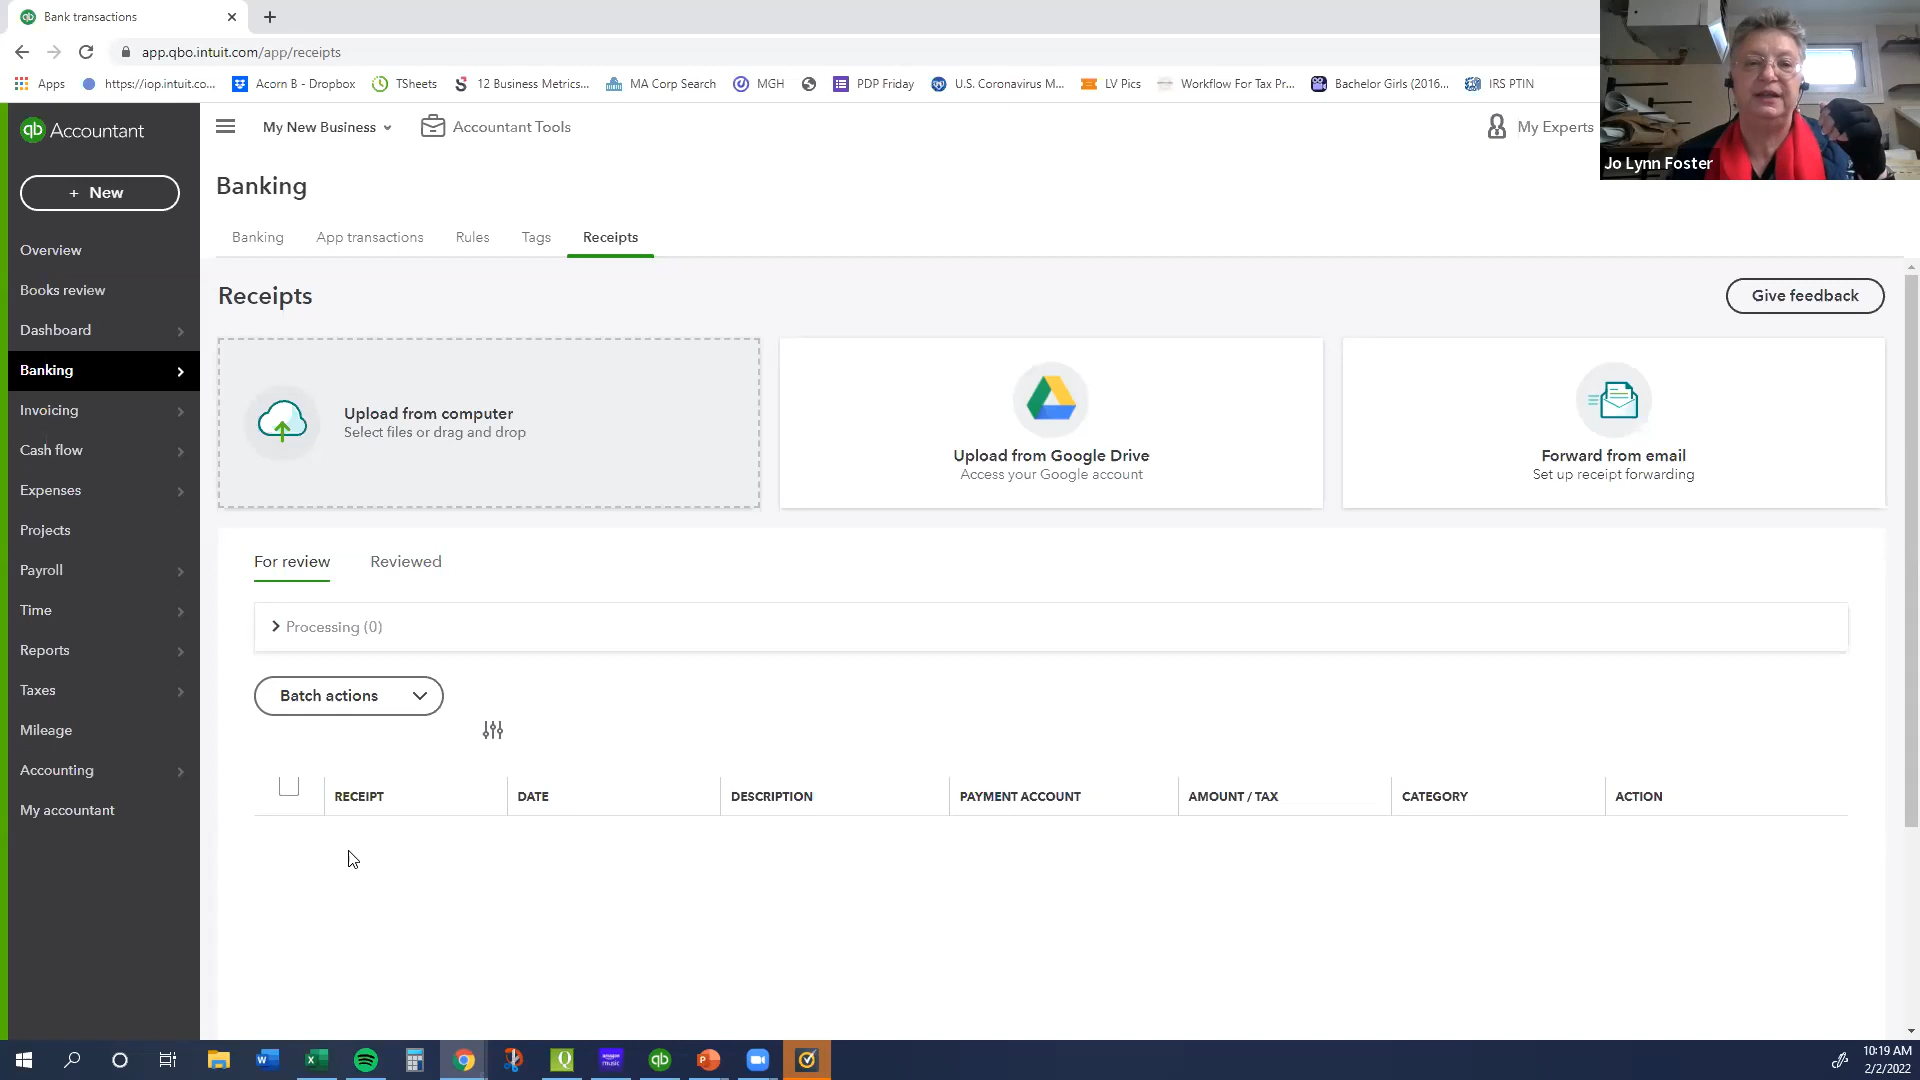 Bank transactions
app.qbo.intuit.com/app/receipts
Apps
https://iop.intuit.co...
Acorn B - Dropbox
TSheets
12 Business Metrics...
MA Corp Search
MGH
PDP Friday
U.S. Coronavirus M...
LV Pics
Workflow For Tax Pr...
Bachelor Girls (2016...
IRS PTIN
Jo Lynn Foster
qb Accountant
My New Business
Accountant Tools
My Experts
+ New
Overview
Books review
Dashboard
Banking
Invoicing
Cash flow
Expenses
Projects
Payroll
Time
Reports
Taxes
Mileage
Accounting
My accountant
Banking
Banking
App transactions
Rules
Tags
Receipts
Receipts
Give feedback
Upload from computer
Select files or drag and drop
Upload from Google Drive
Access your Google account
Forward from email
Set up receipt forwarding
For review
Reviewed
Processing (0)
Batch actions
RECEIPT
DATE
DESCRIPTION
PAYMENT ACCOUNT
AMOUNT / TAX
CATEGORY
ACTION
10:19 AM
2/2/2022